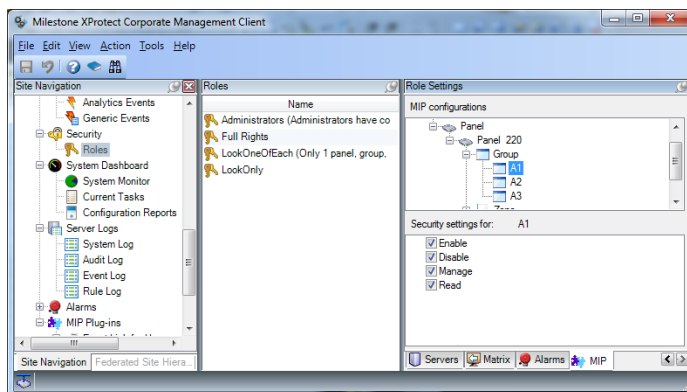 Milestone XProtect Corporate Management Client
File Edit View Action Tools Help
Site Navigation
Analytics Events
Generic Events
Security
Roles
System Dashboard
System Monitor
Current Tasks
Configuration Reports
Server Logs
System Log
Audit Log
Event Log
Rule Log
Alarms
MIP Plug-ins
Site Navigation Federated Site Hiera...
Roles
Name
Administrators (Administrators have co
Full Rights
LookOneOfEach (Only 1 panel, group,
LookOnly
Role Settings
MIP configurations
Panel
Panel 220
Group
A1
A2
A3
Security settings for: A1
Enable
Disable
Manage
Read
Servers Matrix Alarms MIP